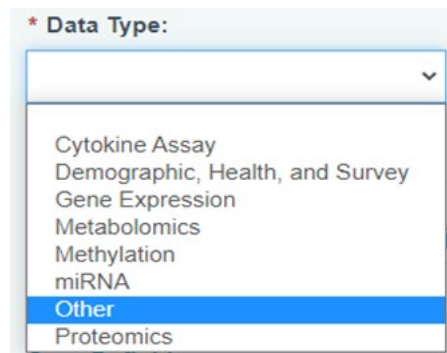 * Data Type:
Cytokine Assay
Demographic, Health, and Survey
Gene Expression
Metabolomics
Methylation
miRNA
Other
Proteomics